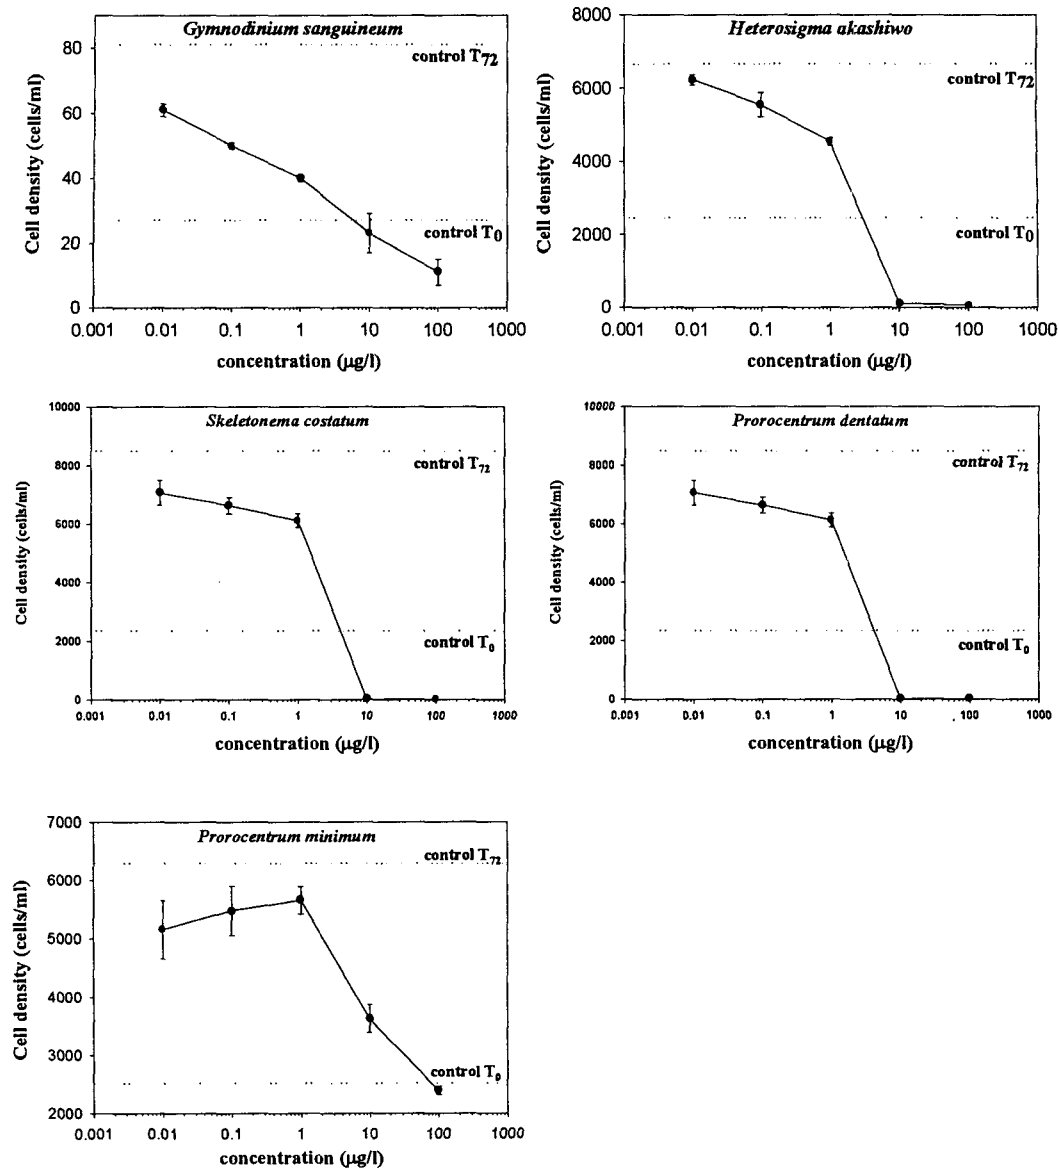 Gymnodinium sanguineum
80
60
40
20
0
control T72
control T0
Cell density (cells/ml)
0.001 0.01 0.1 1 10 100 1000
concentration (µg/l)
Heterosigma akashiwo
8000
6000
4000
2000
0
control T72
control T0
Cell density (cells/ml)
0.001 0.01 0.1 1 10 100 1000
concentration (µg/l)
Skeletonema costatum
10000
8000
6000
4000
2000
0
control T72
control T0
Cell density (cells/ml)
0.001 0.01 0.1 1 10 100 1000
concentration (µg/l)
Prorocentrum dentatum
10000
8000
6000
4000
2000
0
control T72
control T0
Cell density (cells/ml)
0.001 0.01 0.1 1 10 100 1000
concentration (µg/l)
Prorocentrum minimum
7000
6000
5000
4000
3000
2000
control T72
control T0
Cell density (cells/ml)
0.001 0.01 0.1 1 10 100 1000
concentration (µg/l)